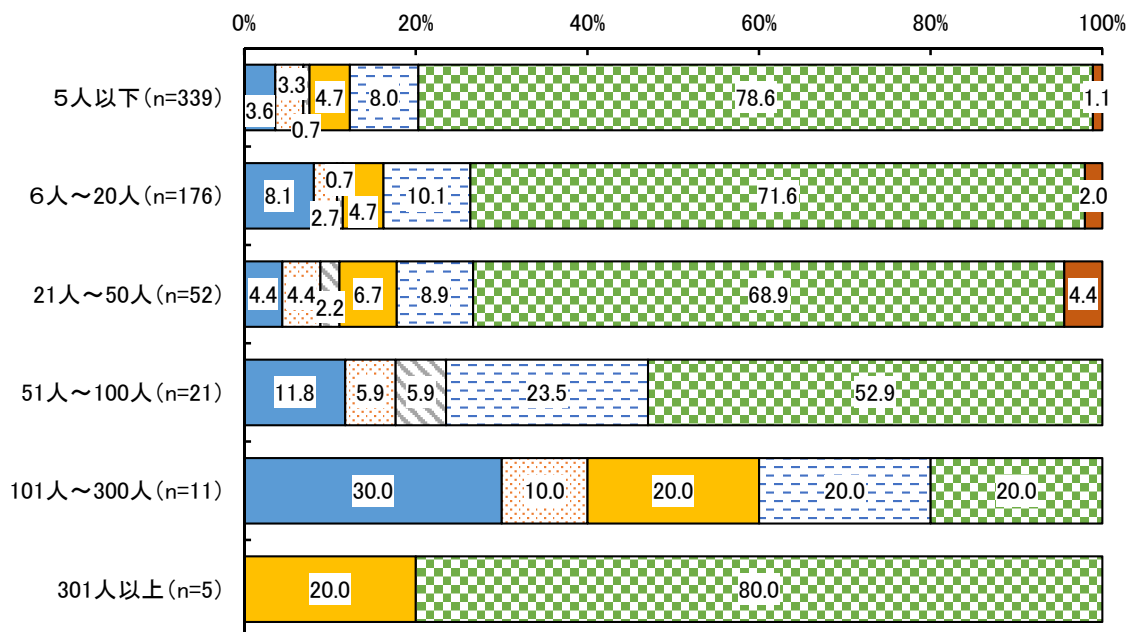 0% 20% 40% 60% 80% 100%
５人以下（n=339） 3.6 3.3 0.7 4.7 8.0 78.6 1.1
６人～20人（n=176） 8.1 2.7 0.7 4.7 10.1 71.6 2.0
21人～50人（n=52） 4.4 4.4 2.2 6.7 8.9 68.9 4.4
51人～100人（n=21） 11.8 5.9 5.9 23.5 52.9
101人～300人（n=11） 30.0 10.0 20.0 20.0 20.0
301人以上（n=5） 20.0 80.0